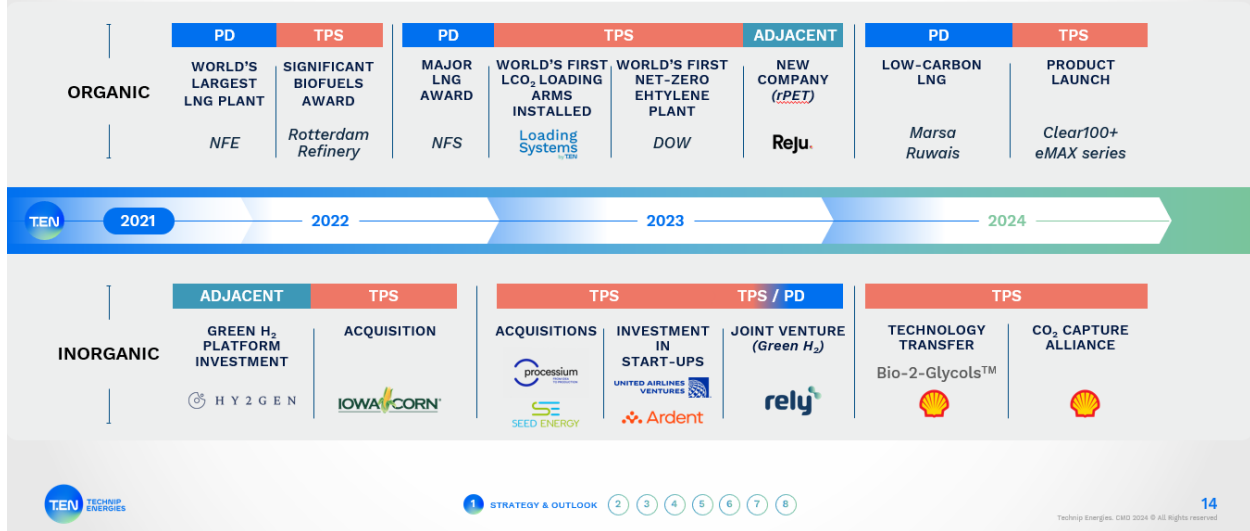 PD TPS PD TPS ADJACENT PD TPS
ORGANIC
WORLD'S
LARGEST
LNG PLANT
NFE
SIGNIFICANT
BIOFUELS
AWARD
Rotterdam
Refinery
MAJOR
LNG
AWARD
NFS
WORLD'S FIRST
LCO₂ LOADING
ARMS
INSTALLED
Loading
Systems
by T.EN
WORLD'S FIRST
NET-ZERO
EHTYLENE
PLANT
DOW
NEW
COMPANY
(rPET)
ReJu.
LOW-CARBON
LNG
Marsa
Ruwais
PRODUCT
LAUNCH
Clear100+
eMAX series
T.EN 2021 2022 2023 2024
ADJACENT TPS TPS TPS / PD TPS
INORGANIC
GREEN H₂
PLATFORM
INVESTMENT
HY2GEN
ACQUISITION
IOWA CORN®
ACQUISITIONS
processium
SEED ENERGY
INVESTMENT
IN
START-UPS
UNITED AIRLINES
VENTURES
Ardent
JOINT VENTURE
(Green H₂)
rely
TECHNOLOGY
TRANSFER
Bio-2-Glycols™
CO₂ CAPTURE
ALLIANCE
T.EN TECHNIP
ENERGIES
1 STRATEGY & OUTLOOK 2 3 4 5 6 7 8
14
Technip Energies. CMD 2024 © All Rights reserved